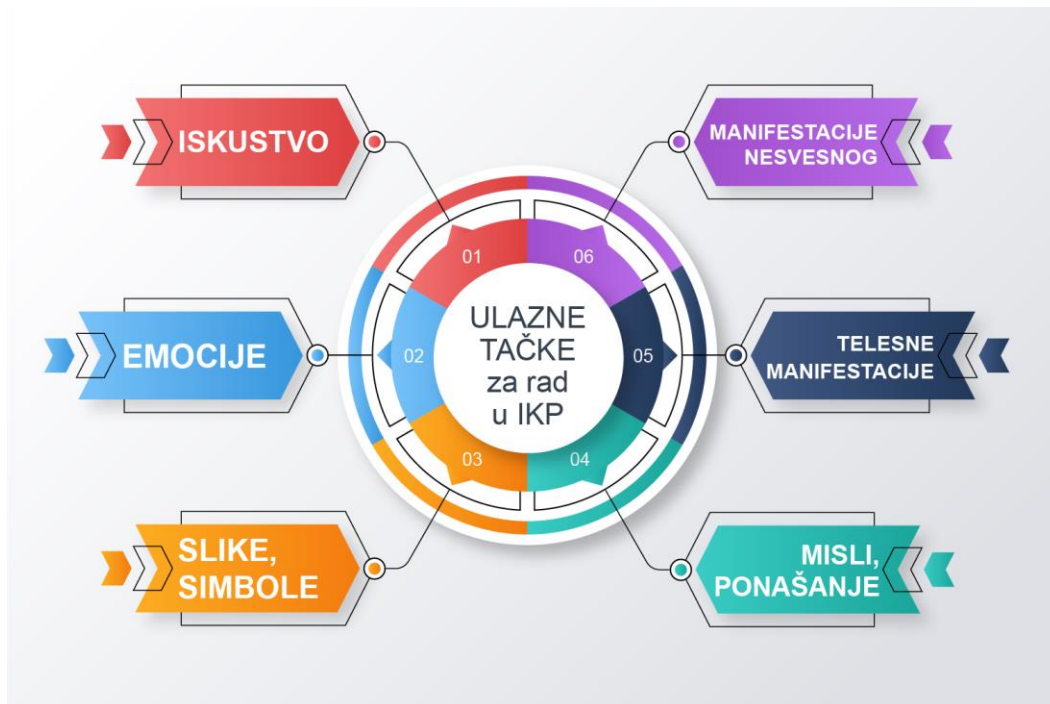 ULAZNE
TAČKE
za rad
u IKP
01
ISKUSTVO
02
EMOCIJE
03
SLIKE,
SIMBOLE
04
MISLI,
PONAŠANJE
05
TELESNE
MANIFESTACIJE
06
MANIFESTACIJE
NESVESNOG